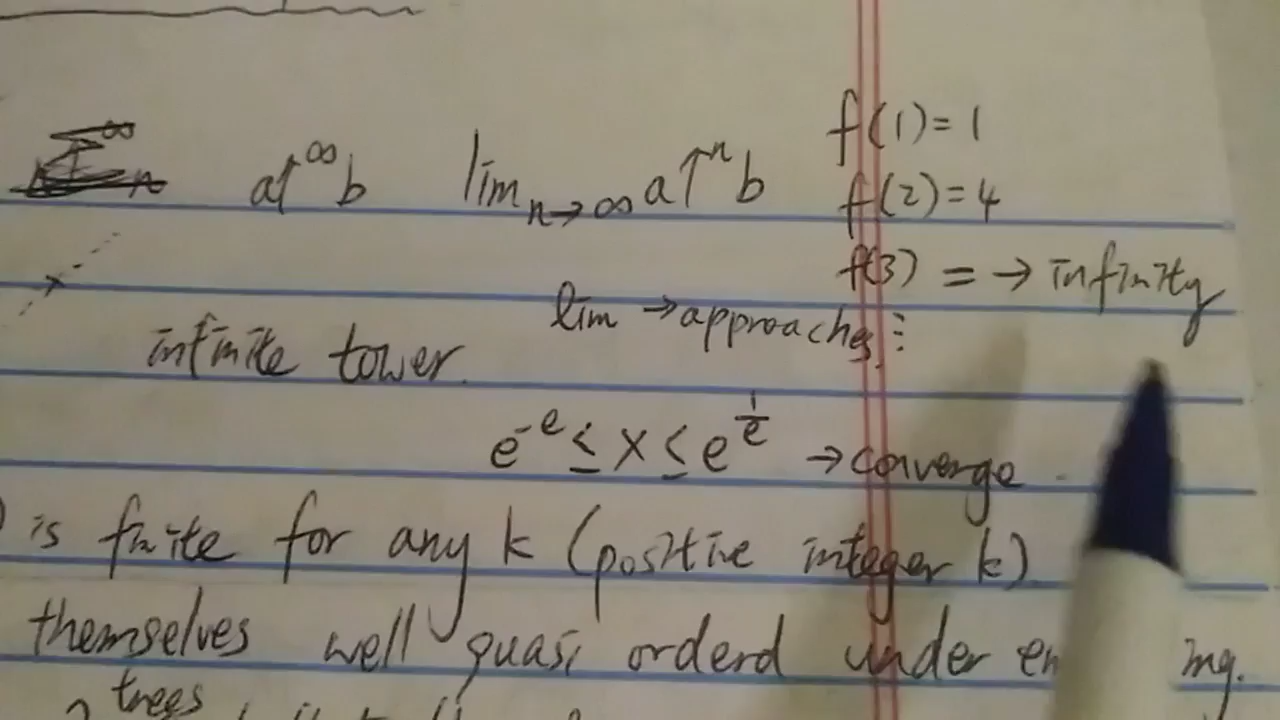 a↑^∞ b lim_{n→∞} a↑^n b f(1) = 1
f(2) = 4
f(3) = → infinity
lim → approaches ⋮
infinite tower.
e^{-e} ≤ x ≤ e^{1/e} → converge.
) is finite for any k (positive integer k)
themselves well quasi orderd under
trees